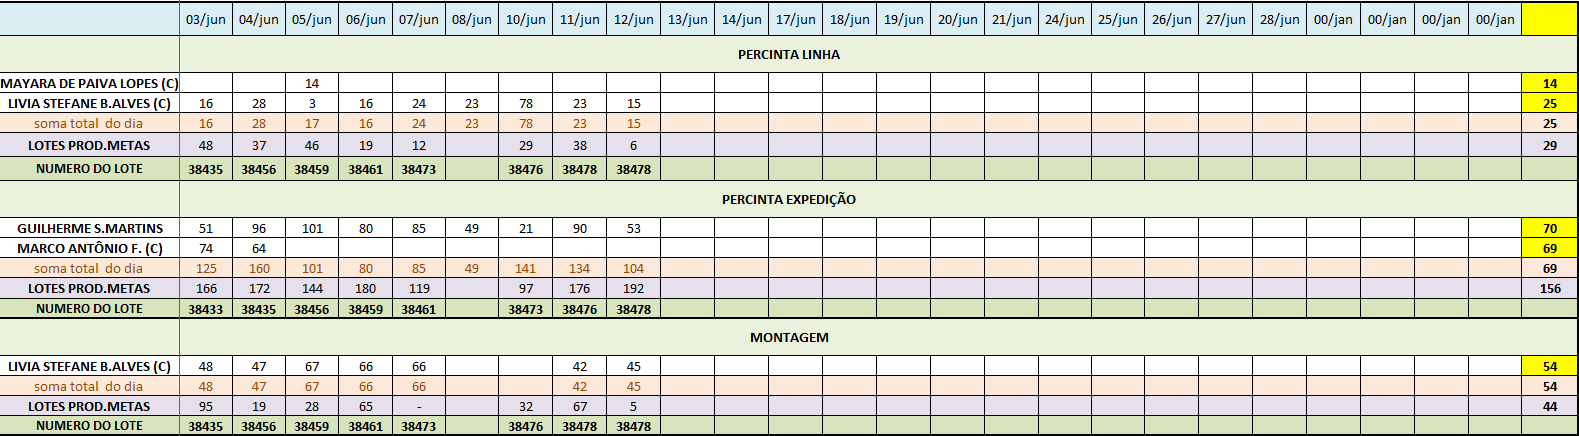 03/jun 04/jun 05/jun 06/jun 07/jun 08/jun 10/jun 11/jun 12/jun 13/jun 14/jun 17/jun 18/jun 19/jun 20/jun 21/jun 24/jun 25/jun 26/jun 27/jun 28/jun 00/jan 00/jan 00/jan 00/jan
PERCINTA LINHA
MAYARA DE PAIVA LOPES (C) 14 14
LIVIA STEFANE B.ALVES (C) 16 28 3 16 24 23 78 23 15 25
soma total do dia 16 28 17 16 24 23 78 23 15 25
LOTES PROD.METAS 48 37 46 19 12 29 38 6 29
NUMERO DO LOTE 38435 38456 38459 38461 38473 38476 38478 38478
PERCINTA EXPEDIÇÃO
GUILHERME S.MARTINS 51 96 101 80 85 49 21 90 53 70
MARCO ANTÔNIO F. (C) 74 64 69
soma total do dia 125 160 101 80 85 49 141 134 104 69
LOTES PROD.METAS 166 172 144 180 119 97 176 192 156
NUMERO DO LOTE 38433 38435 38456 38459 38461 38473 38476 38478
MONTAGEM
LIVIA STEFANE B.ALVES (C) 48 47 67 66 66 42 45 54
soma total do dia 48 47 67 66 66 42 45 54
LOTES PROD.METAS 95 19 28 65 - 32 67 5 44
NUMERO DO LOTE 38435 38456 38459 38461 38473 38476 38478 38478